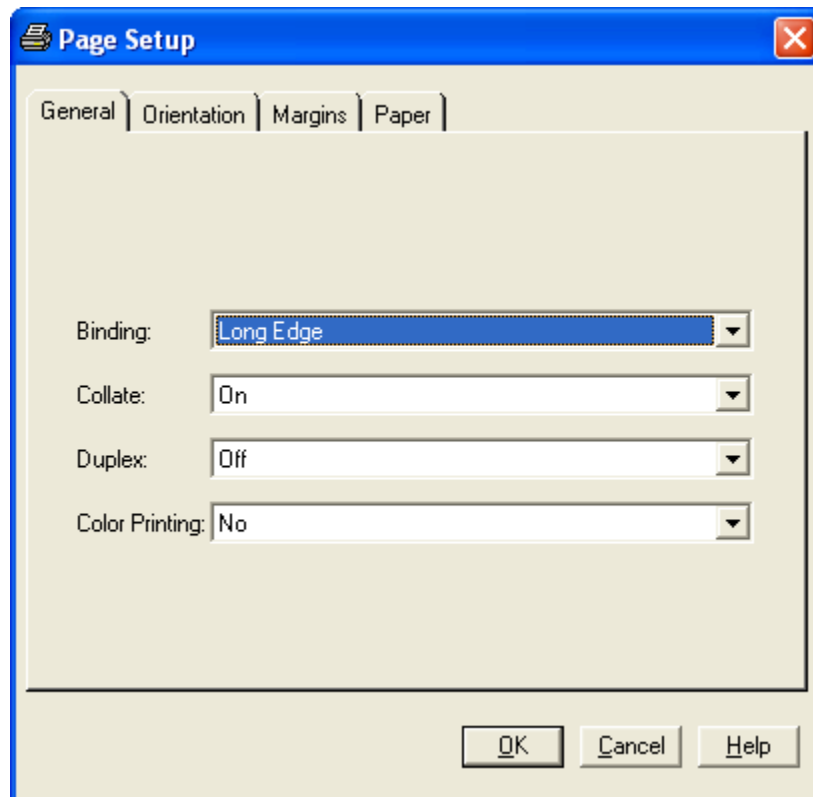 Page Setup
General Orientation Margins Paper
Binding: Long Edge
Collate: On
Duplex: Off
Color Printing: No
OK Cancel Help